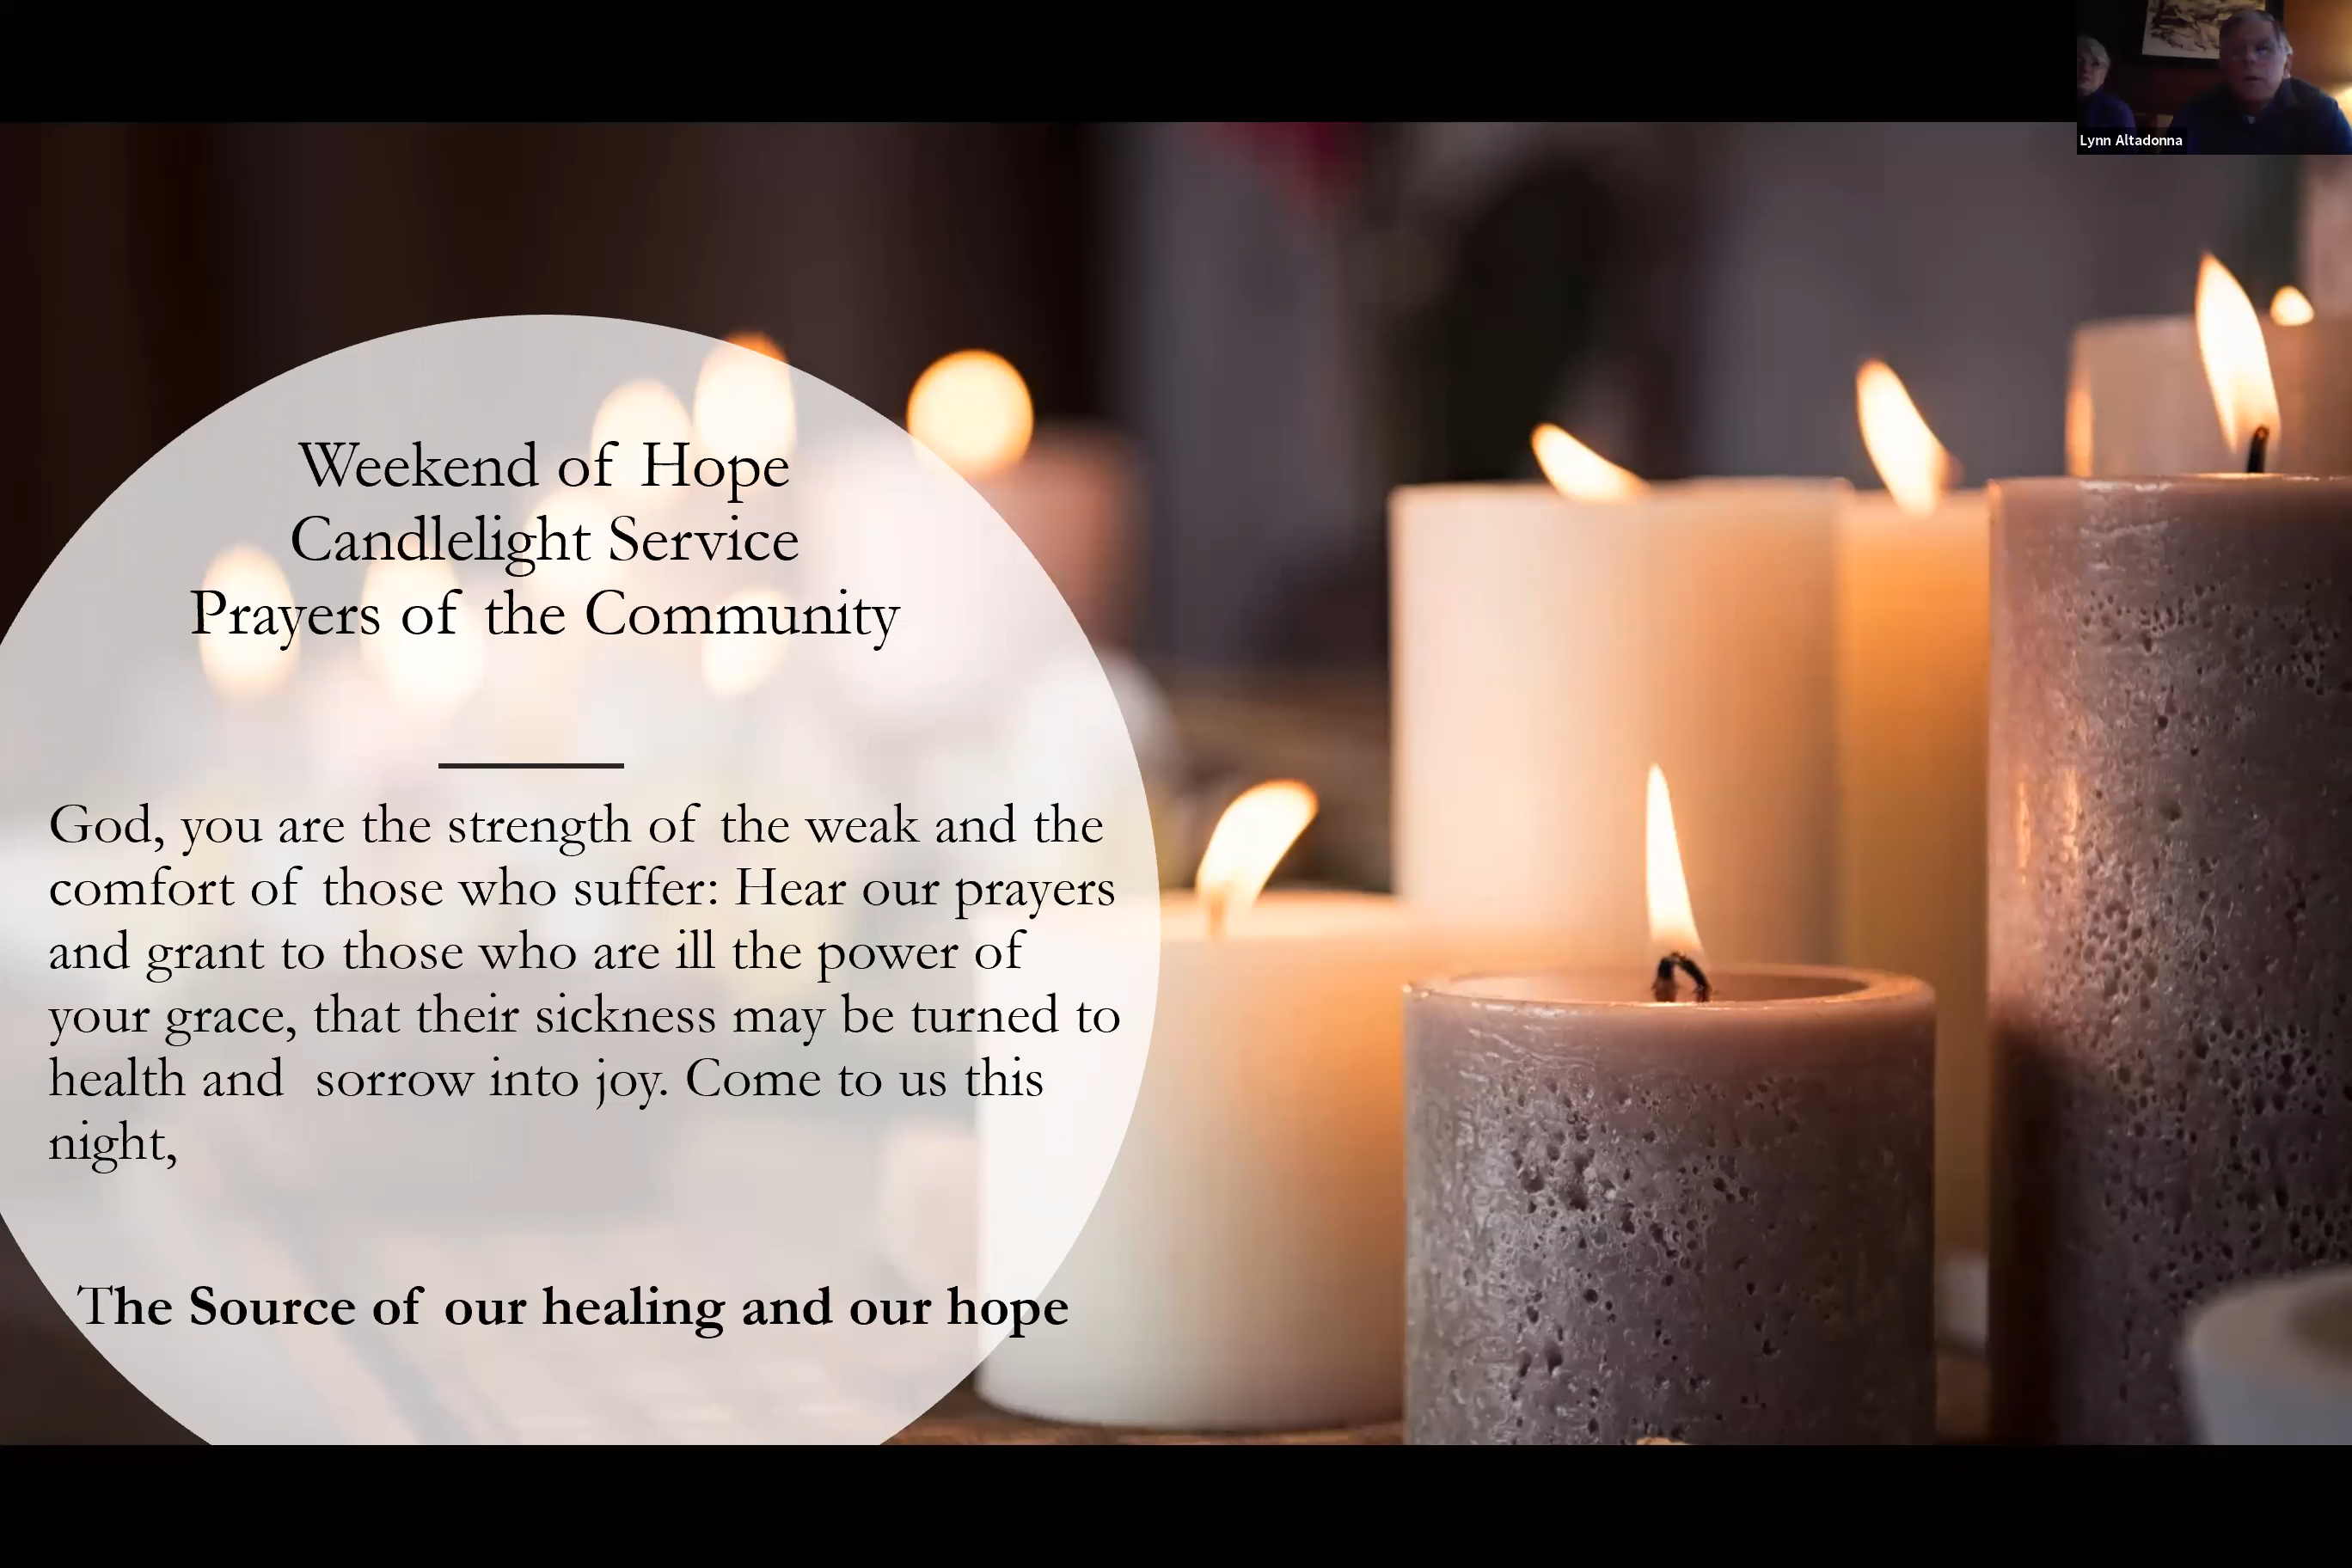 Lynn Altadonna
Weekend of Hope
Candlelight Service
Prayers of the Community
God, you are the strength of the weak and the
comfort of those who suffer: Hear our prayers
and grant to those who are ill the power of
your grace, that their sickness may be turned to
health and sorrow into joy. Come to us this
night,
The Source of our healing and our hope